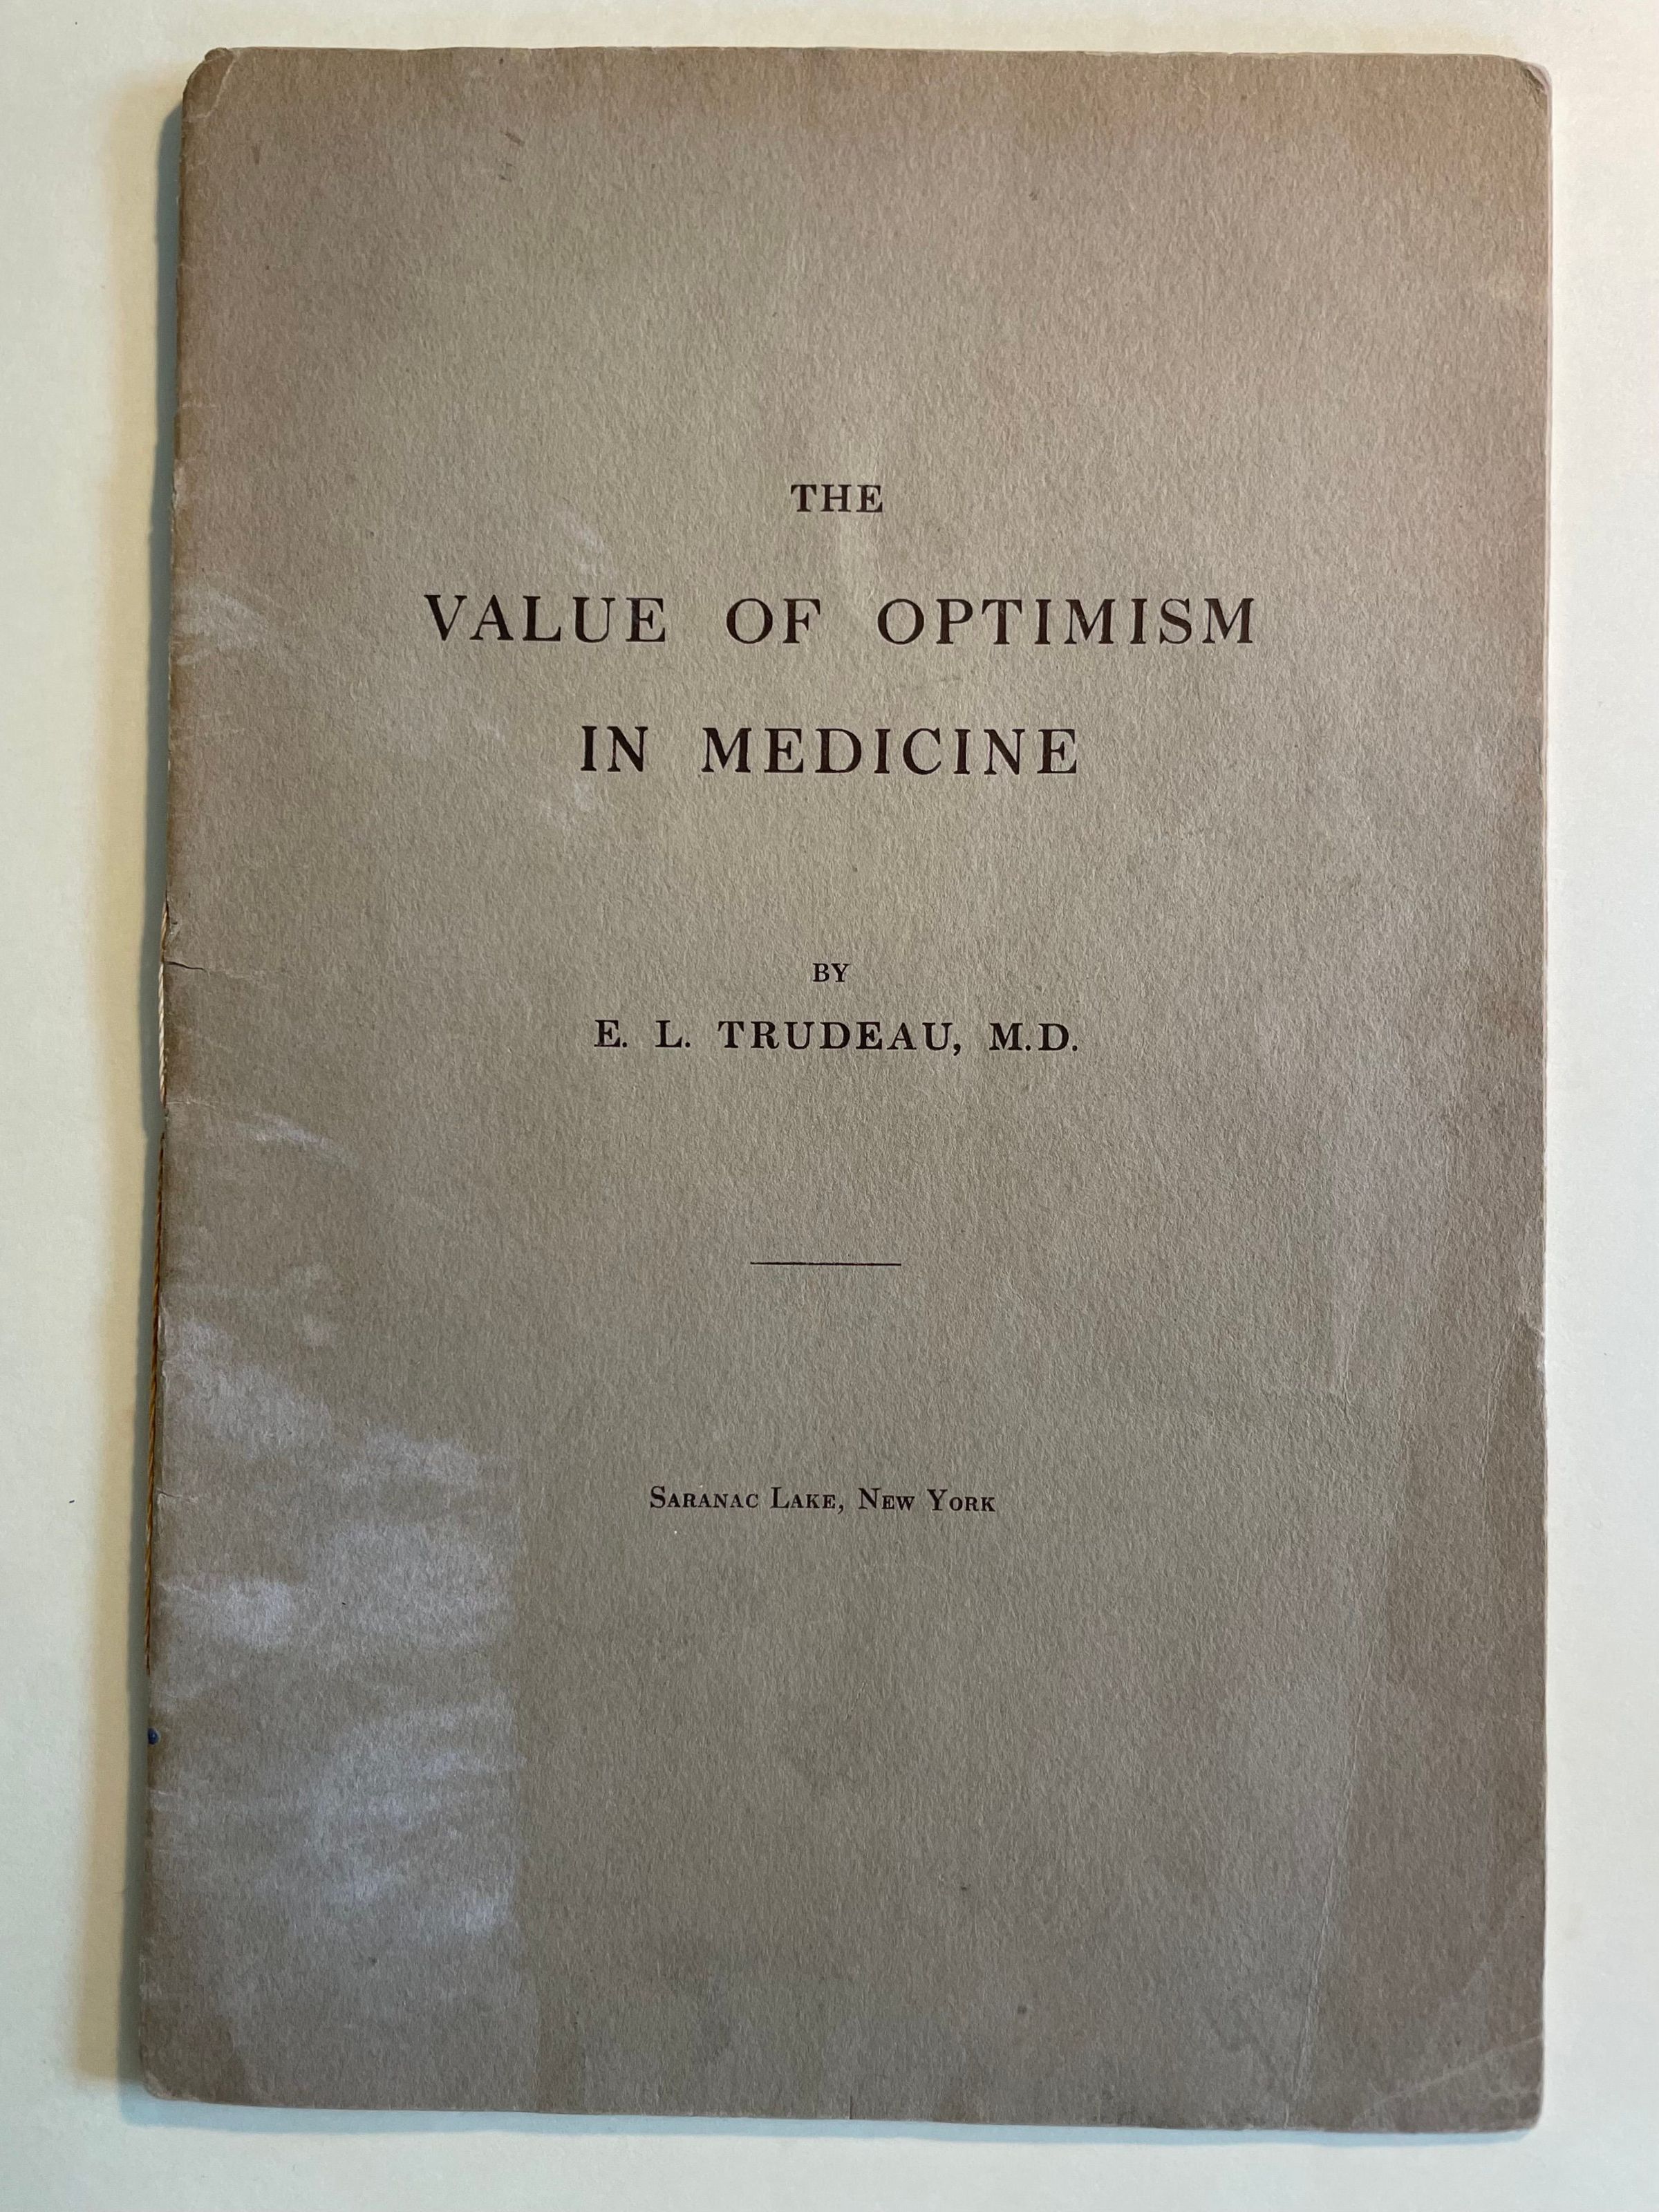 THE
VALUE OF OPTIMISM
IN MEDICINE
BY
E. L. TRUDEAU, M.D.
SARANAC LAKE, NEW YORK